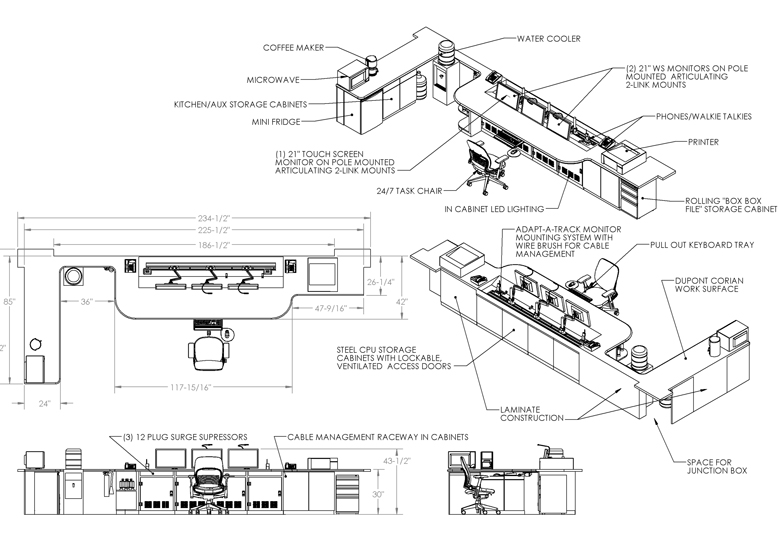 COFFEE MAKER
MICROWAVE
KITCHEN/AUX STORAGE CABINETS
MINI FRIDGE
(1) 21" TOUCH SCREEN
MONITOR ON POLE MOUNTED
ARTICULATING 2-LINK MOUNTS
24/7 TASK CHAIR
WATER COOLER
(2) 21" WS MONITORS ON POLE
MOUNTED ARTICULATING
2-LINK MOUNTS
PHONES/WALKIE TALKIES
PRINTER
ROLLING "BOX BOX
FILE" STORAGE CABINET
IN CABINET LED LIGHTING
234-1/2"
225-1/2"
186-1/2"
85"
36"
26-1/4"
42"
47-9/16"
2"
24"
117-15/16"
ADAPT-A-TRACK MONITOR
MOUNTING SYSTEM WITH
WIRE BRUSH FOR CABLE
MANAGEMENT
PULL OUT KEYBOARD TRAY
DUPONT CORIAN
WORK SURFACE
STEEL CPU STORAGE
CABINETS WITH LOCKABLE,
VENTILATED ACCESS DOORS
LAMINATE
CONSTRUCTION
SPACE FOR
JUNCTION BOX
(3) 12 PLUG SURGE SUPRESSORS
CABLE MANAGEMENT RACEWAY IN CABINETS
43-1/2"
30"